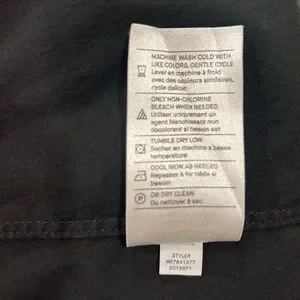 MACHINE WASH COLD WITH
LIKE COLORS, GENTLE CYCLE
Laver en machine à froid
avec des couleurs similaires,
cycle délicat
ONLY NON-CHLORINE
BLEACH WHEN NEEDED
Utiliser uniquement un
agent blanchissant non
décolorant si besoin est
TUMBLE DRY LOW
Sécher en machine à basse
température
COOL IRON AS NEEDED
Repasser à fer tiède si
besoin
OR DRY CLEAN
Ou nettoyer à sec
P
STYLE#
2019SP1